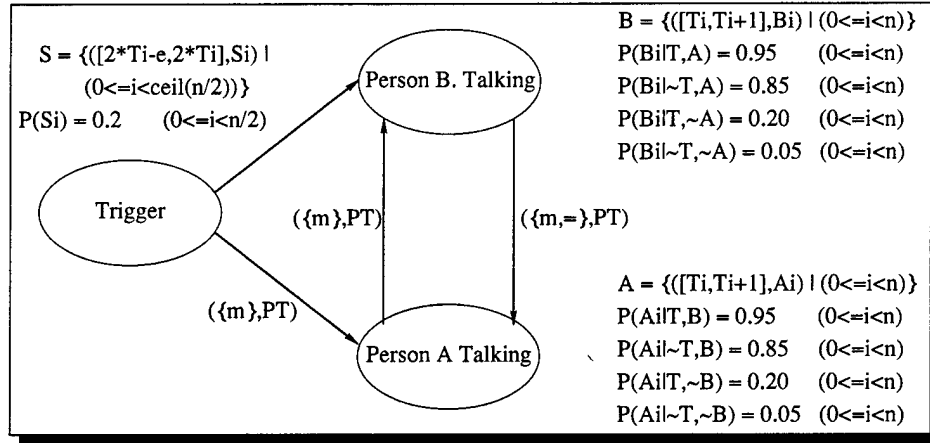 S = {([2*Ti-e,2*Ti],Si) |
(0<=i<ceil(n/2))}
P(Si) = 0.2 (0<=i<n/2)
Person B. Talking
B = {([Ti,Ti+1],Bi) | (0<=i<n)}
P(Bi|T,A) = 0.95 (0<=i<n)
P(Bi|~T,A) = 0.85 (0<=i<n)
P(Bi|T,~A) = 0.20 (0<=i<n)
P(Bi|~T,~A) = 0.05 (0<=i<n)
Trigger
({m},PT)
({m,=},PT)
({m},PT)
Person A Talking
A = {([Ti,Ti+1],Ai) | (0<=i<n)}
P(Ai|T,B) = 0.95 (0<=i<n)
P(Ai|~T,B) = 0.85 (0<=i<n)
P(Ai|T,~B) = 0.20 (0<=i<n)
P(Ai|~T,~B) = 0.05 (0<=i<n)